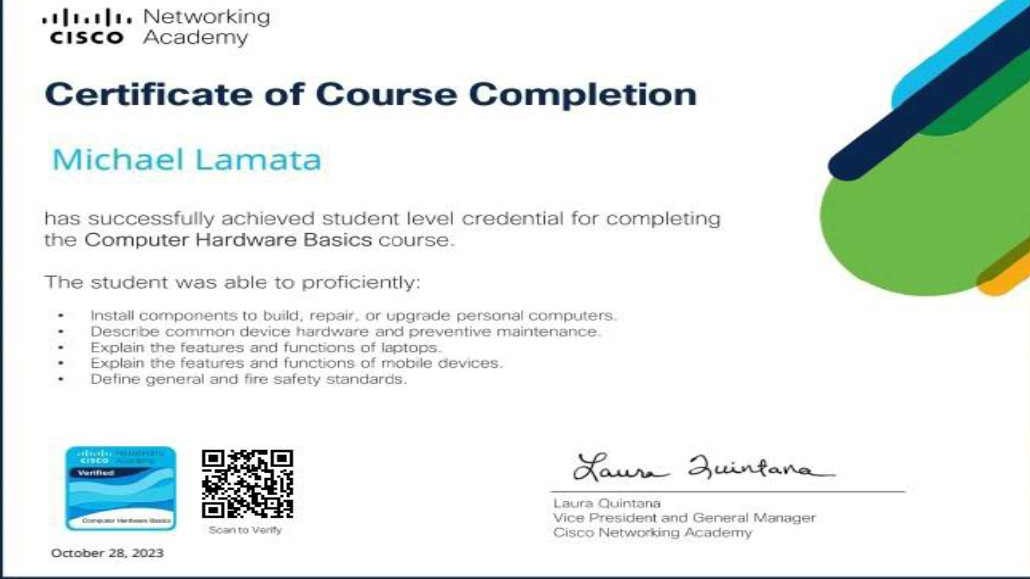 Networking
CISCO Academy
Certificate of Course Completion
Michael Lamata
has successfully achieved student level credential for completing
the Computer Hardware Basics course.
The student was able to proficiently:
• Install components to build, repair, or upgrade personal computers.
• Describe common device hardware and preventive maintenance.
• Explain the features and functions of laptops.
• Explain the features and functions of mobile devices.
• Define general and fire safety standards.
Networking
CISCO Academy
Verified
Computer Hardware Basics
Scan to Verify
October 28, 2023
Laura Quintana
Laura Quintana
Vice President and General Manager
Cisco Networking Academy